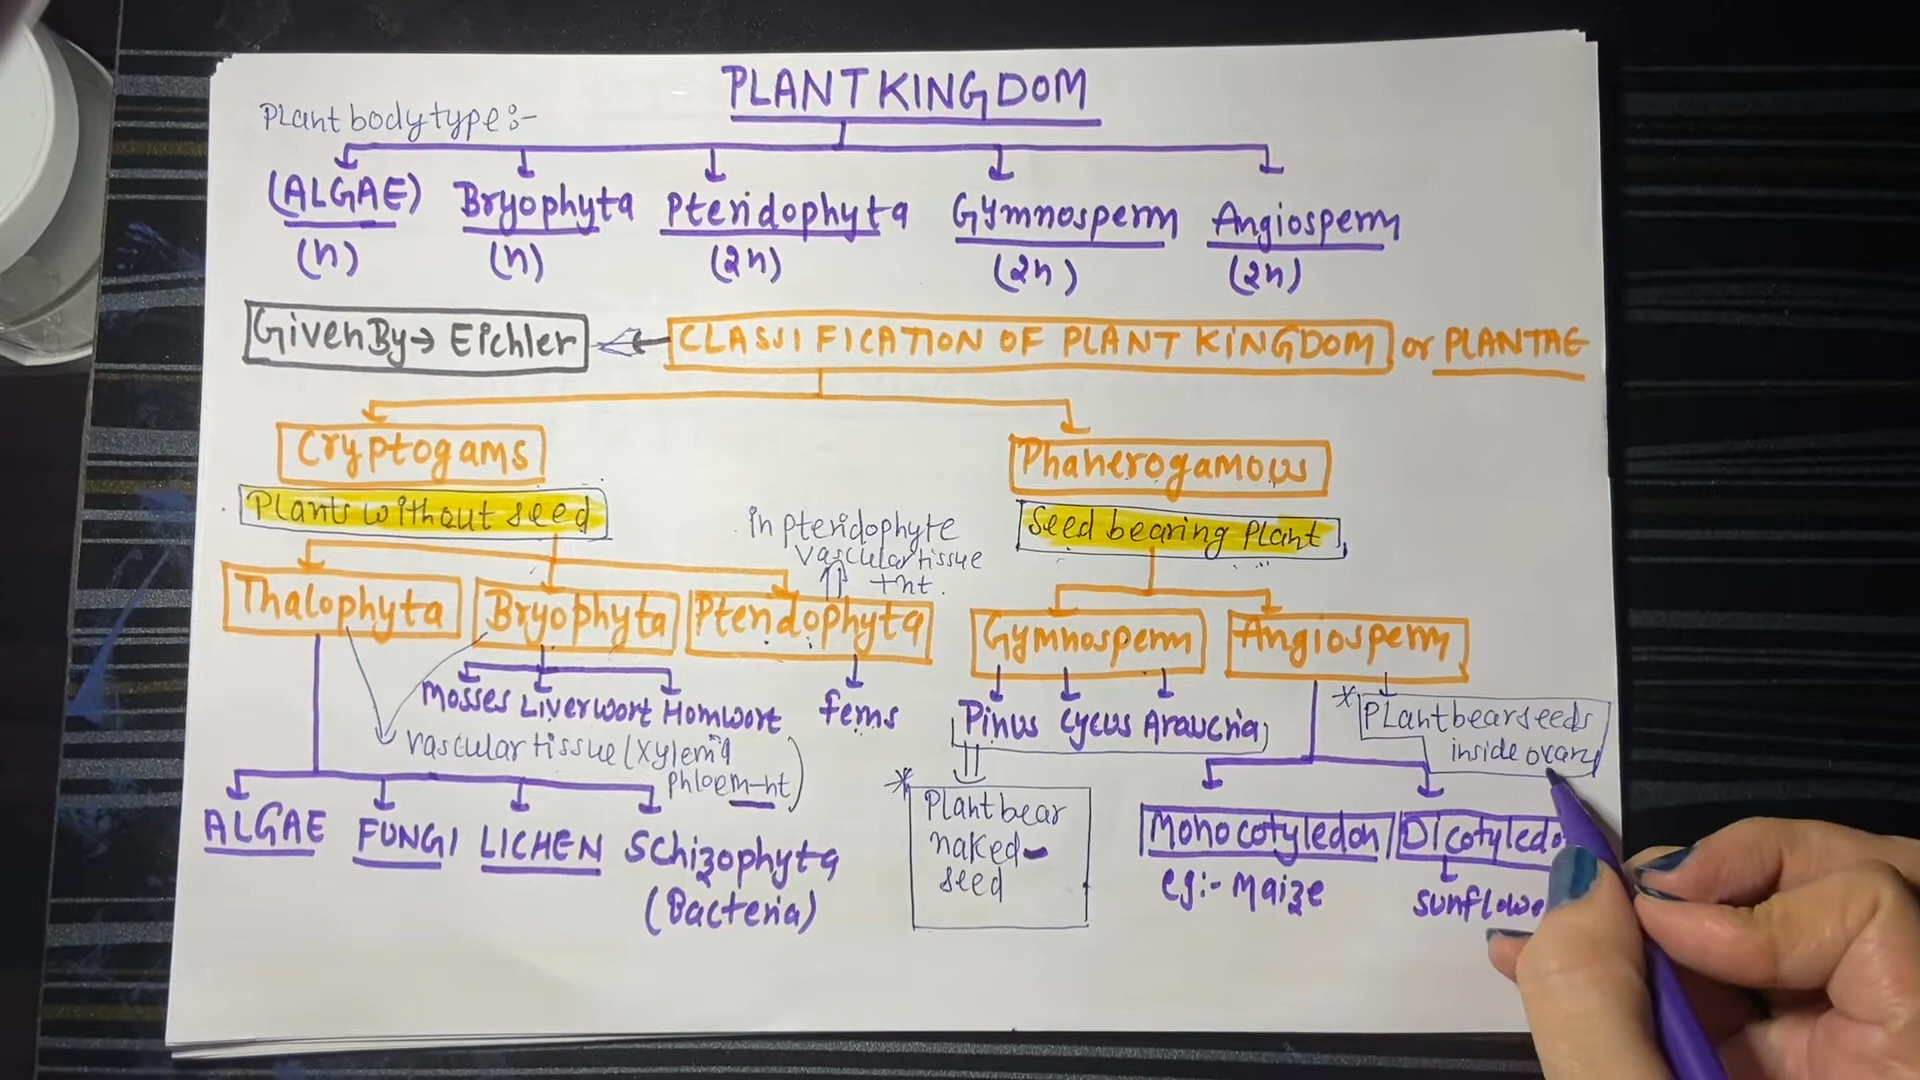 PLANT KINGDOM
Plant body type :-
(ALGAE) Bryophyta Pteridophyta Gymnosperm Angiosperm
(n) (n) (2n) (2n) (2n)
Given By → Eichler CLASSIFICATION OF PLANT KINGDOM or PLANTAE
Cryptogams Phanerogamous
Plants without seed Seed bearing Plant
in pteridophyte
vascular tissue
+nt.
Thalophyta Bryophyta Pteridophyta Gymnosperm Angiosperm
Mosses Liverwort Hornwort ferns Pinus Cycus Araucria
* Plant bear seeds
inside ovary
vascular tissue (xylem &
phloem -nt)
ALGAE FUNGI LICHEN Schizophyta
(Bacteria)
* Plant bear
naked
seed
Monocotyledon / Dicotyledo
eg:- Maize sunflowe